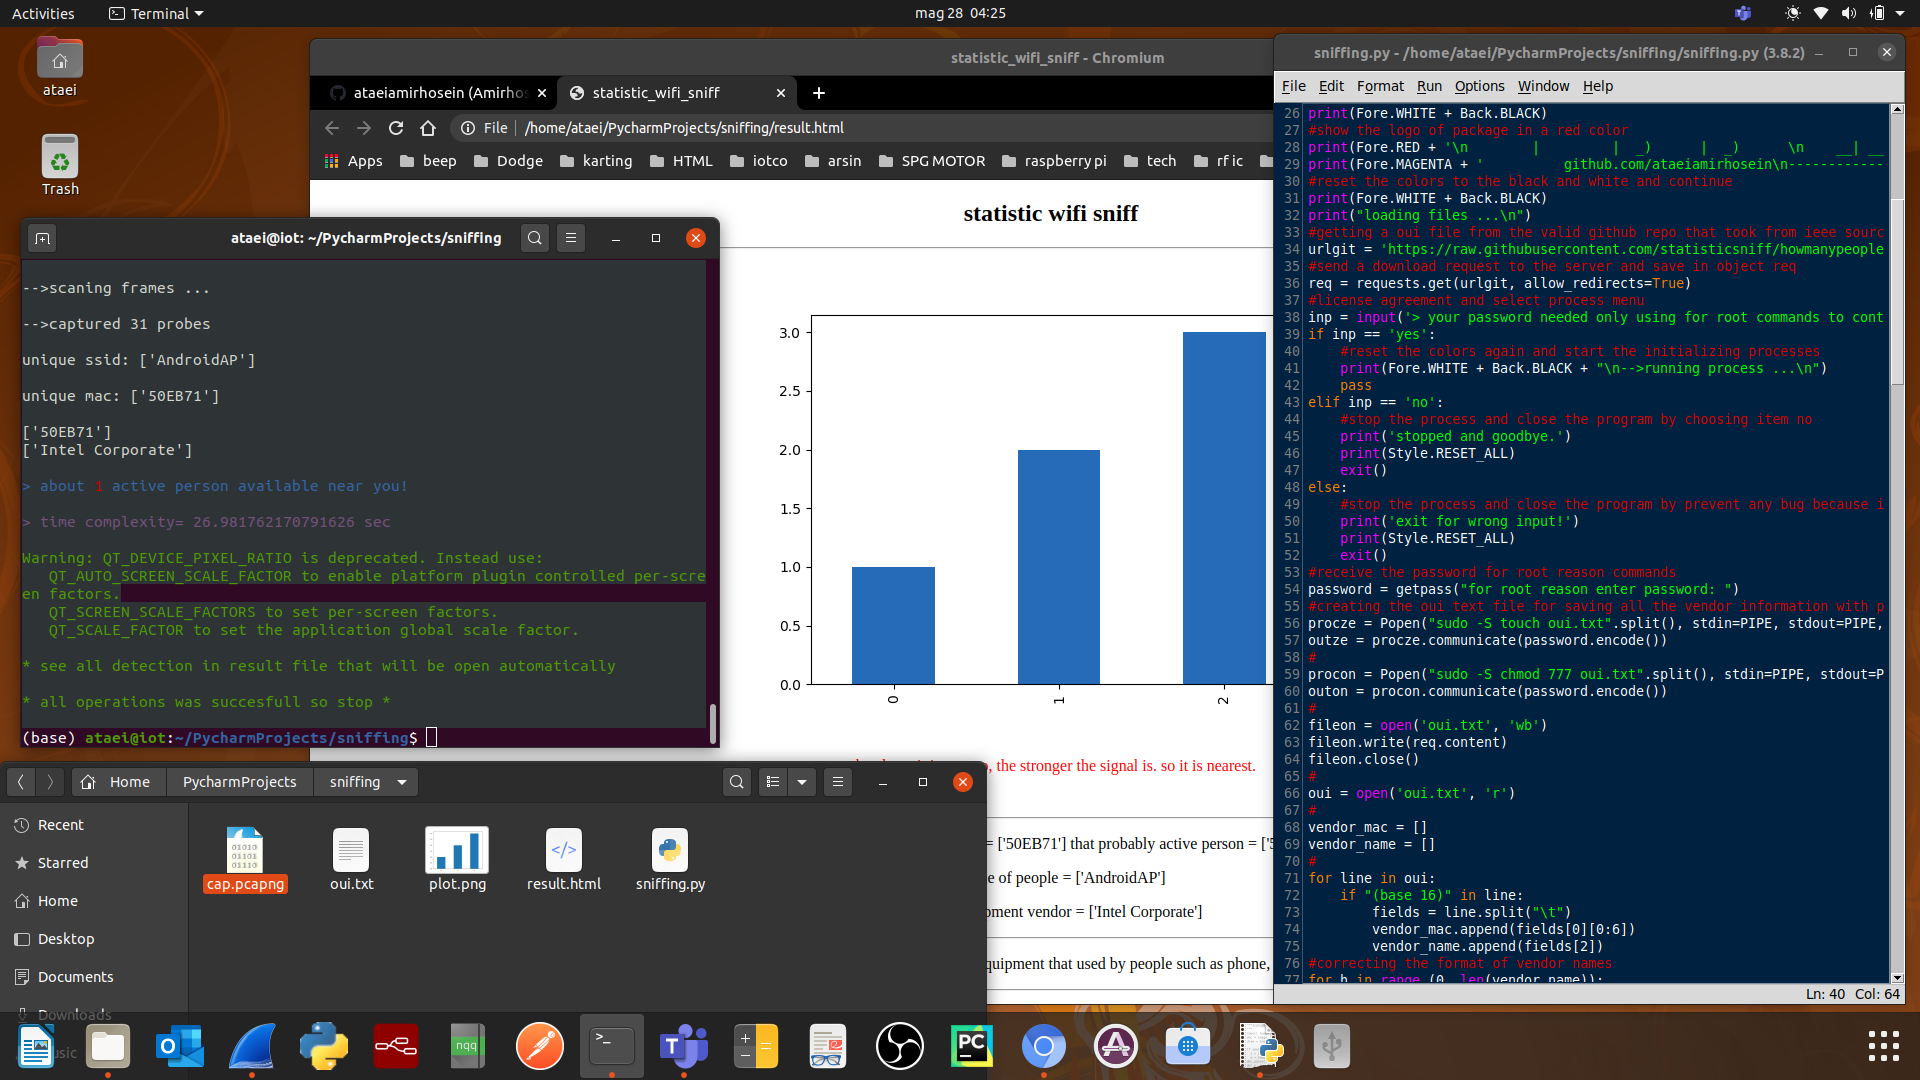 Activities
Terminal
mag 28 04:25
ataei
Trash
statistic_wifi_sniff - Chromium
ataeiamirhosein (Amirhos
statistic_wifi_sniff
File
/home/ataei/PycharmProjects/sniffing/result.html
Apps
beep
Dodge
karting
HTML
iotco
arsin
SPG MOTOR
raspberry pi
tech
rf ic
statistic wifi sniff
3.0
2.5
2.0
1.5
1.0
0.5
0.0
0
1
2
, the stronger the signal is. so it is nearest.
= ['50EB71'] that probably active person = ['5
e of people = ['AndroidAP']
ment vendor = ['Intel Corporate']
quipment that used by people such as phone,
ataei@iot: ~/PycharmProjects/sniffing
-->scaning frames ...
-->captured 31 probes
unique ssid: ['AndroidAP']
unique mac: ['50EB71']
['50EB71']
['Intel Corporate']
> about 1 active person available near you!
> time complexity= 26.981762170791626 sec
Warning: QT_DEVICE_PIXEL_RATIO is deprecated. Instead use:
QT_AUTO_SCREEN_SCALE_FACTOR to enable platform plugin controlled per-scre
en factors.
QT_SCREEN_SCALE_FACTORS to set per-screen factors.
QT_SCALE_FACTOR to set the application global scale factor.
* see all detection in result file that will be open automatically
* all operations was succesfull so stop *
(base) ataei@iot:~/PycharmProjects/sniffing$
Home
PycharmProjects
sniffing
Recent
Starred
Home
Desktop
Documents
Downloads
cap.pcapng
oui.txt
plot.png
result.html
sniffing.py
sniffing.py - /home/ataei/PycharmProjects/sniffing/sniffing.py (3.8.2)
File Edit Format Run Options Window Help
26 print(Fore.WHITE + Back.BLACK)
27 #show the logo of package in a red color
28 print(Fore.RED + '\n        |         |  _)      |  _)      \n    __| __
29 print(Fore.MAGENTA + '          github.com/ataeiamirhosein\n------------
30 #reset the colors to the black and white and continue
31 print(Fore.WHITE + Back.BLACK)
32 print("loading files ...\n")
33 #getting a oui file from the valid github repo that took from ieee sourc
34 urlgit = 'https://raw.githubusercontent.com/statisticsniff/howmanypeople
35 #send a download request to the server and save in object req
36 req = requests.get(urlgit, allow_redirects=True)
37 #license agreement and select process menu
38 inp = input('> your password needed only using for root commands to cont
39 if inp == 'yes':
40     #reset the colors again and start the initializing processes
41     print(Fore.WHITE + Back.BLACK + "\n-->running process ...\n")
42     pass
43 elif inp == 'no':
44     #stop the process and close the program by choosing item no
45     print('stopped and goodbye.')
46     print(Style.RESET_ALL)
47     exit()
48 else:
49     #stop the process and close the program by prevent any bug because i
50     print('exit for wrong input!')
51     print(Style.RESET_ALL)
52     exit()
53 #receive the password for root reason commands
54 password = getpass("for root reason enter password: ")
55 #creating the oui text file for saving all the vendor information with p
56 procze = Popen("sudo -S touch oui.txt".split(), stdin=PIPE, stdout=PIPE,
57 outze = procze.communicate(password.encode())
58 #
59 procon = Popen("sudo -S chmod 777 oui.txt".split(), stdin=PIPE, stdout=P
60 outon = procon.communicate(password.encode())
61 #
62 fileon = open('oui.txt', 'wb')
63 fileon.write(req.content)
64 fileon.close()
65 #
66 oui = open('oui.txt', 'r')
67 #
68 vendor_mac = []
69 vendor_name = []
70 #
71 for line in oui:
72     if "(base 16)" in line:
73         fields = line.split("\t")
74         vendor_mac.append(fields[0][0:6])
75         vendor_name.append(fields[2])
76 #correcting the format of vendor names
77 for h in range (0, len(vendor_name)):
Ln: 40 Col: 64
nqq
PC